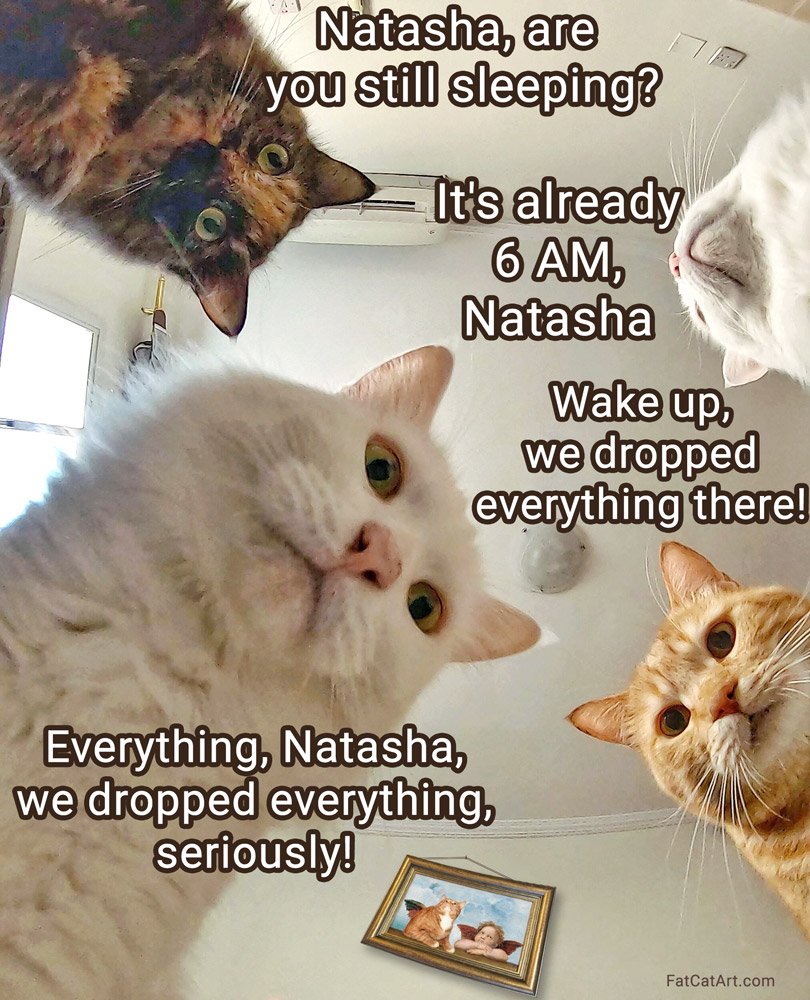 Natasha, are
you still sleeping?
It's already
6 AM,
Natasha
Wake up,
we dropped
everything there!
Everything, Natasha,
we dropped everything,
seriously!
FatCatArt.com